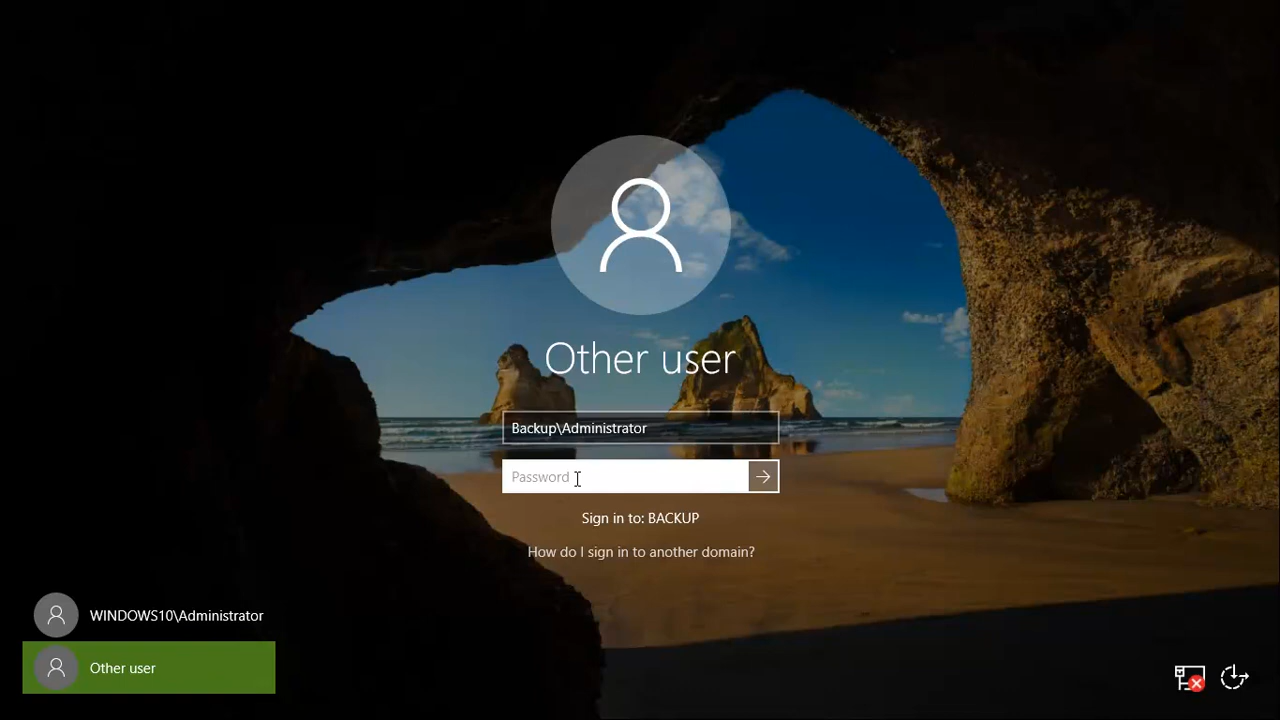 Other user
Backup\Administrator
Password
Sign in to: BACKUP
How do I sign in to another domain?
WINDOWS10\Administrator
Other user